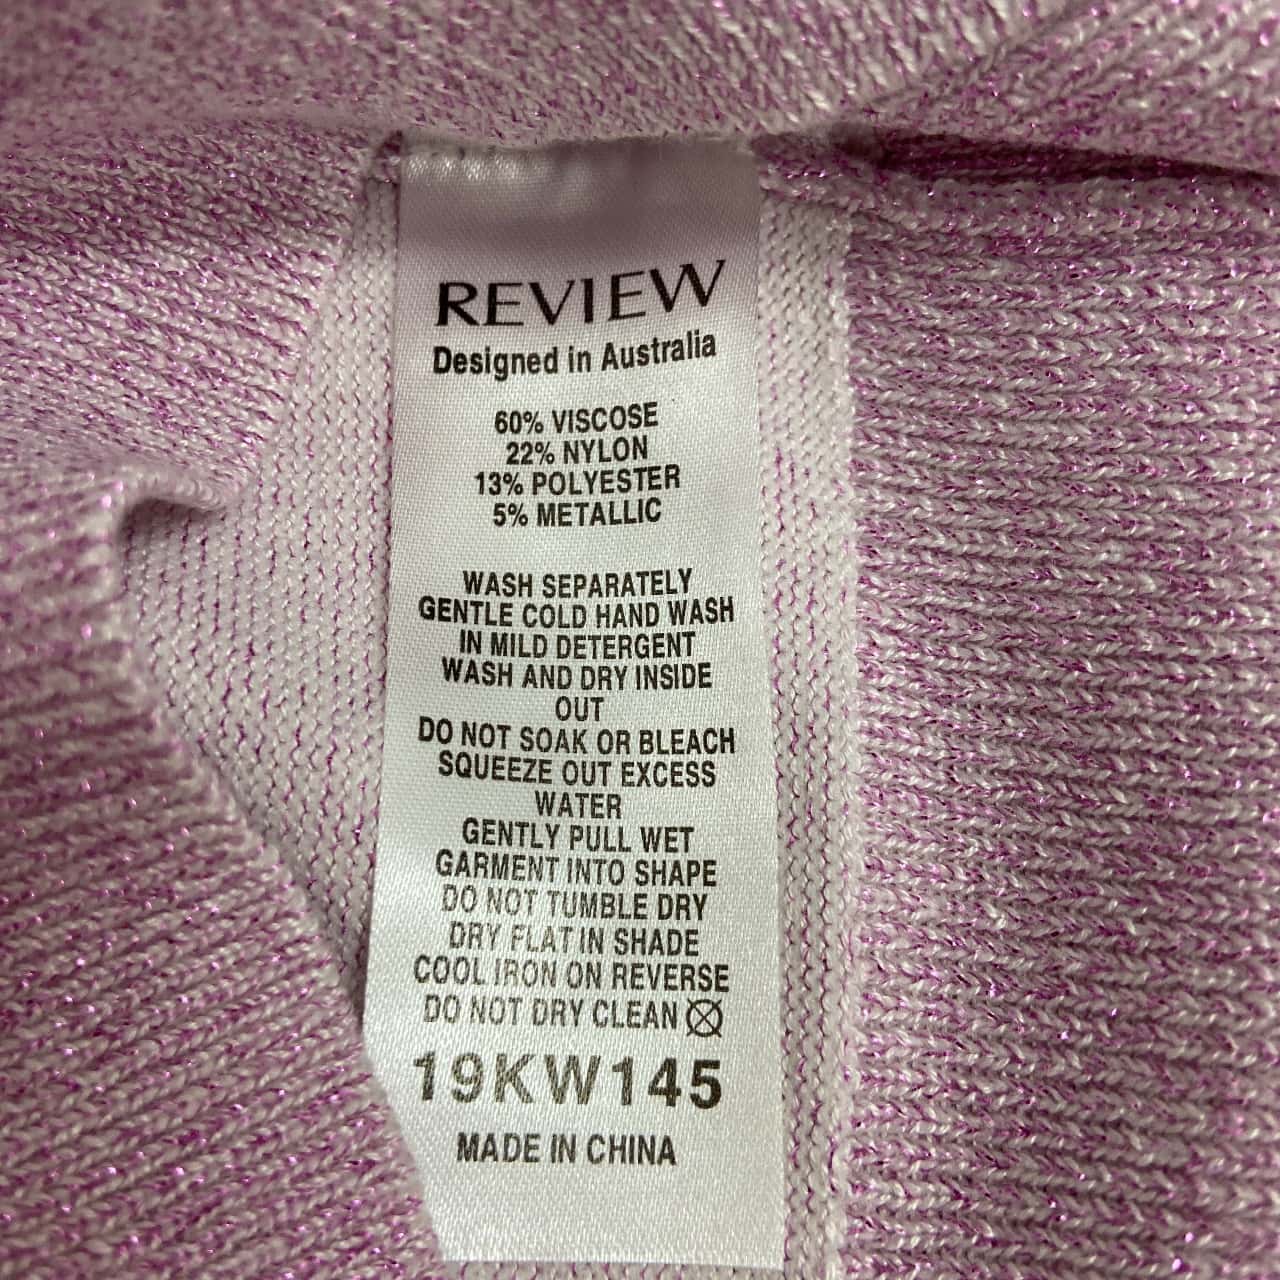 REVIEW
Designed in Australia
60% VISCOSE
22% NYLON
13% POLYESTER
5% METALLIC
WASH SEPARATELY
GENTLE COLD HAND WASH
IN MILD DETERGENT
WASH AND DRY INSIDE
OUT
DO NOT SOAK OR BLEACH
SQUEEZE OUT EXCESS
WATER
GENTLY PULL WET
GARMENT INTO SHAPE
DO NOT TUMBLE DRY
DRY FLAT IN SHADE
COOL IRON ON REVERSE
DO NOT DRY CLEAN
19KW145
MADE IN CHINA